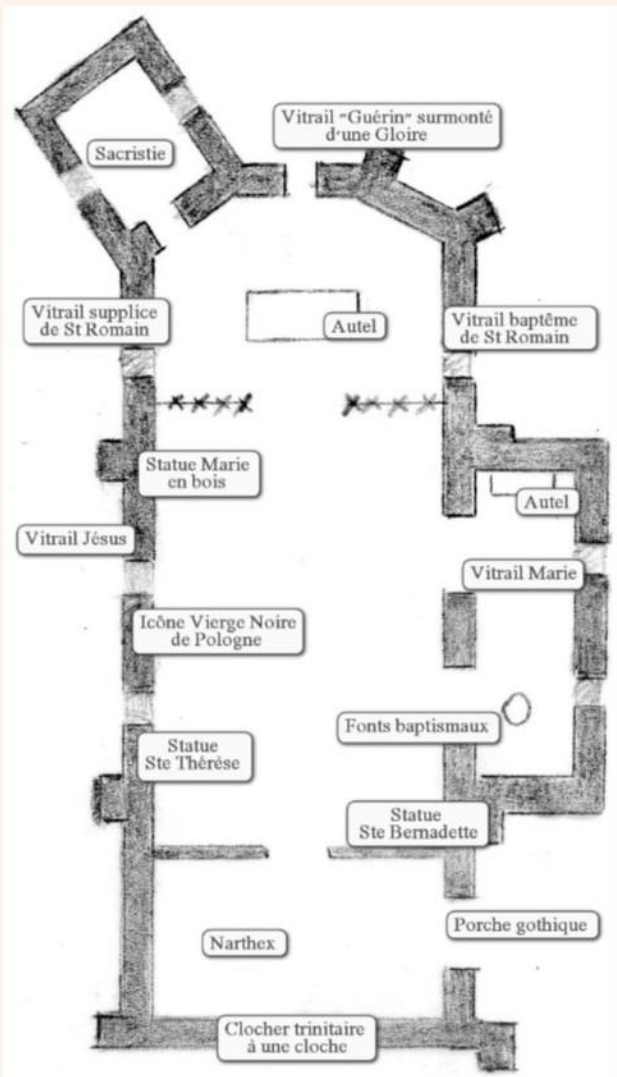 Vitrail "Guérin" surmonté
d'une Gloire
Sacristie
Vitrail supplice
de St Romain
Autel
Vitrail baptême
de St Romain
Statue Marie
en bois
Autel
Vitrail Jésus
Vitrail Marie
Icône Vierge Noire
de Pologne
Fonts baptismaux
Statue
Ste Thérése
Statue
Ste Bernadette
Porche gothique
Narthex
Clocher trinitaire
à une cloche